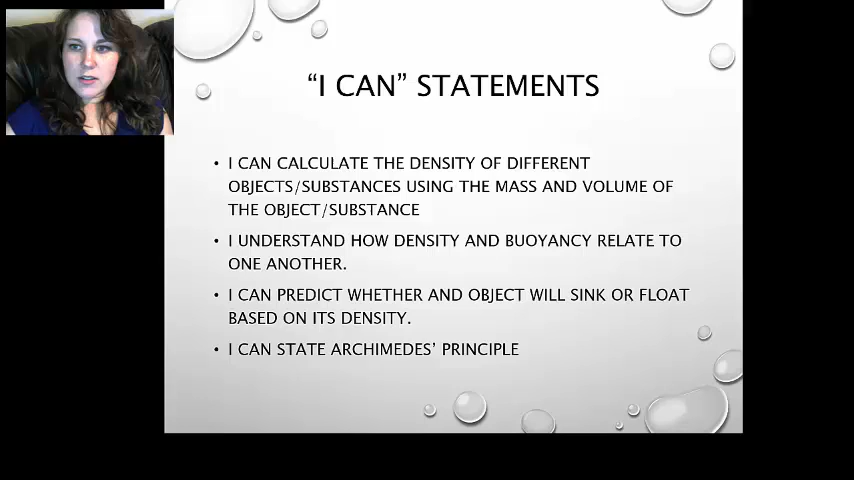 “I CAN” STATEMENTS
• I CAN CALCULATE THE DENSITY OF DIFFERENT
OBJECTS/SUBSTANCES USING THE MASS AND VOLUME OF
THE OBJECT/SUBSTANCE
• I UNDERSTAND HOW DENSITY AND BUOYANCY RELATE TO
ONE ANOTHER.
• I CAN PREDICT WHETHER AND OBJECT WILL SINK OR FLOAT
BASED ON ITS DENSITY.
• I CAN STATE ARCHIMEDES’ PRINCIPLE